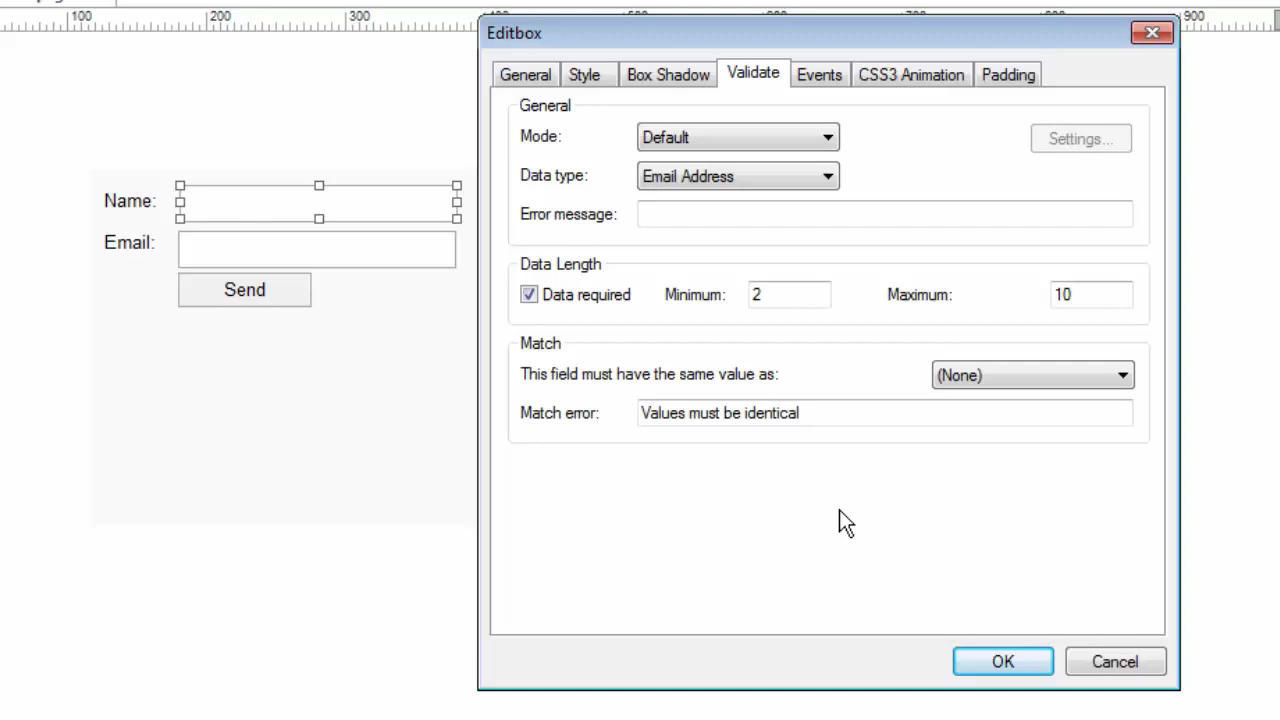 100 200 300 900
Editbox
General Style Box Shadow Validate Events CSS3 Animation Padding
General
Mode: Default Settings...
Data type: Email Address
Error message:
Data Length
Data required Minimum: 2 Maximum: 10
Match
This field must have the same value as: (None)
Match error: Values must be identical
OK Cancel
Name:
Email:
Send